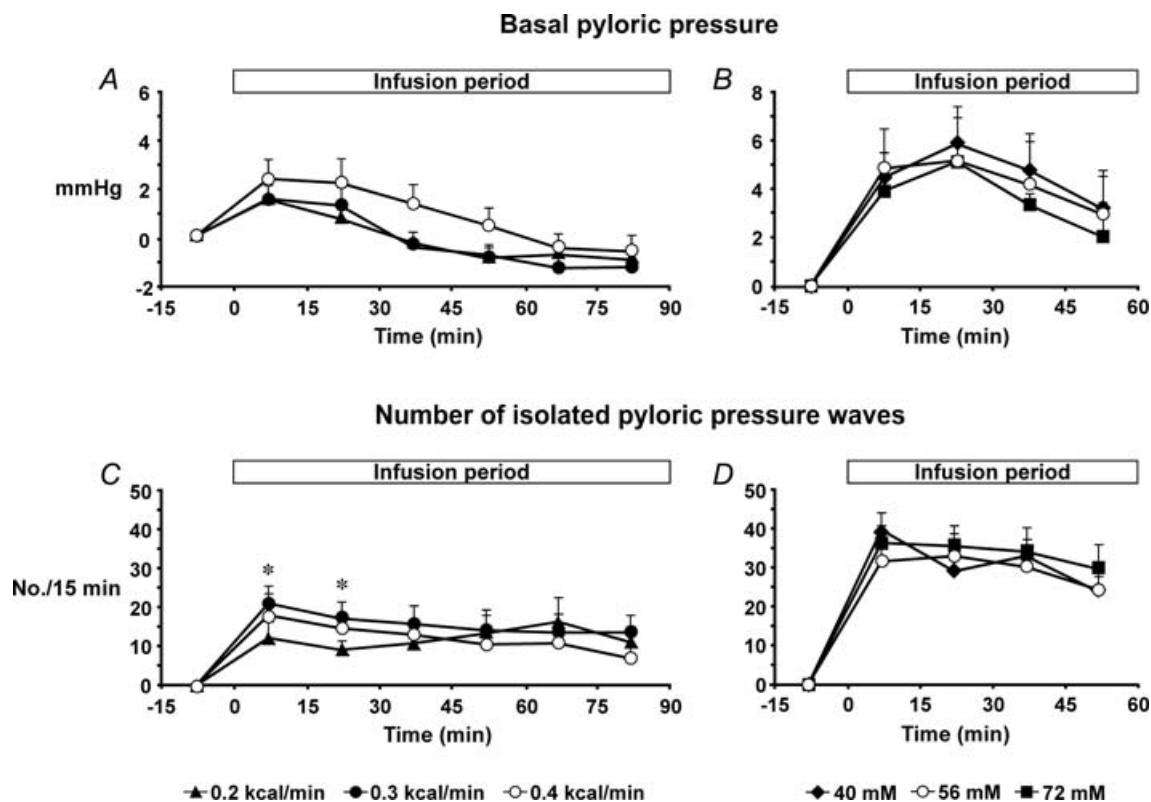 Basal pyloric pressure
A
Infusion period
6
4
mmHg
2
0
-2
-15 0 15 30 45 60 75 90
Time (min)
B
Infusion period
8
6
4
2
0
-15 0 15 30 45 60
Time (min)
Number of isolated pyloric pressure waves
C
Infusion period
50
40
30
No./15 min
20
10
0
* *
-15 0 15 30 45 60 75 90
Time (min)
D
Infusion period
50
40
30
20
10
0
-15 0 15 30 45 60
Time (min)
0.2 kcal/min 0.3 kcal/min 0.4 kcal/min
40 mM 56 mM 72 mM